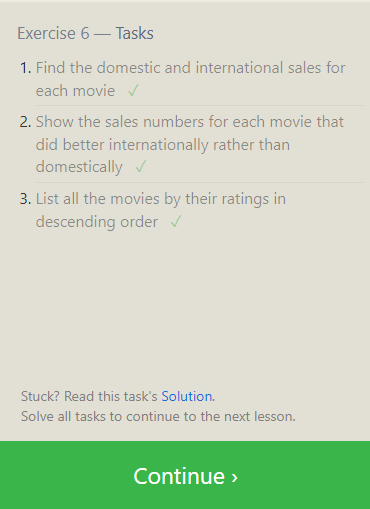 Exercise 6 — Tasks
1. Find the domestic and international sales for
each movie ✓
2. Show the sales numbers for each movie that
did better internationally rather than
domestically ✓
3. List all the movies by their ratings in
descending order ✓
Stuck? Read this task's Solution.
Solve all tasks to continue to the next lesson.
Continue ›